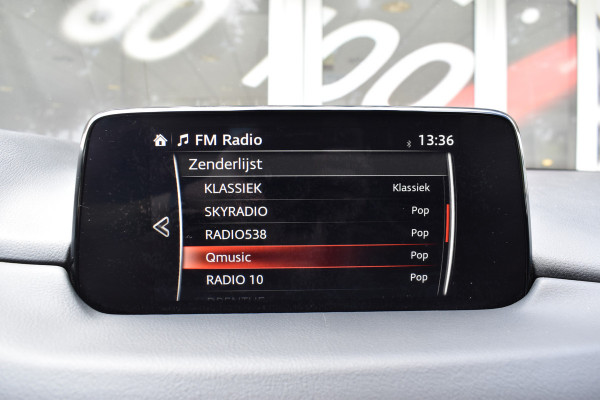 FM Radio 13:36
Zenderlijst
KLASSIEK Klassiek
SKYRADIO Pop
RADIO538 Pop
Qmusic Pop
RADIO 10 Pop